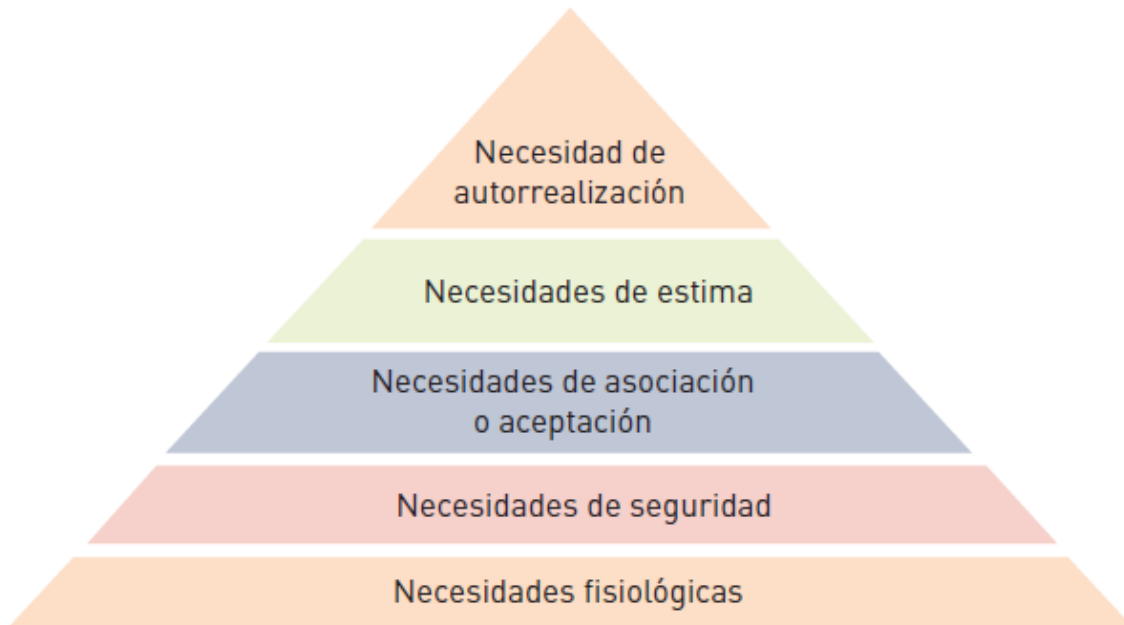 Necesidad de
autorrealización
Necesidades de estima
Necesidades de asociación
o aceptación
Necesidades de seguridad
Necesidades fisiológicas